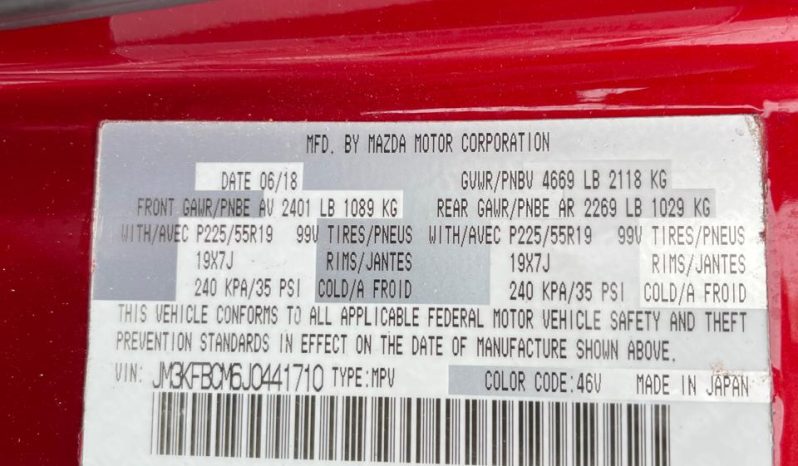 MFD. BY MAZDA MOTOR CORPORATION
DATE 06/18 GVWR/PNBV 4669 LB 2118 KG
FRONT GAWR/PNBE AV 2401 LB 1089 KG REAR GAWR/PNBE AR 2269 LB 1029 KG
WITH/AVEC P225/55R19 99V TIRES/PNEUS WITH/AVEC P225/55R19 99V TIRES/PNEUS
19X7J RIMS/JANTES 19X7J RIMS/JANTES
240 KPA/35 PSI COLD/A FROID 240 KPA/35 PSI COLD/A FROID
THIS VEHICLE CONFORMS TO ALL APPLICABLE FEDERAL MOTOR VEHICLE SAFETY AND THEFT
PREVENTION STANDARDS IN EFFECT ON THE DATE OF MANUFACTURE SHOWN ABOVE.
VIN: JM3KFBCM6J0441710 TYPE:MPV COLOR CODE:46V MADE IN JAPAN